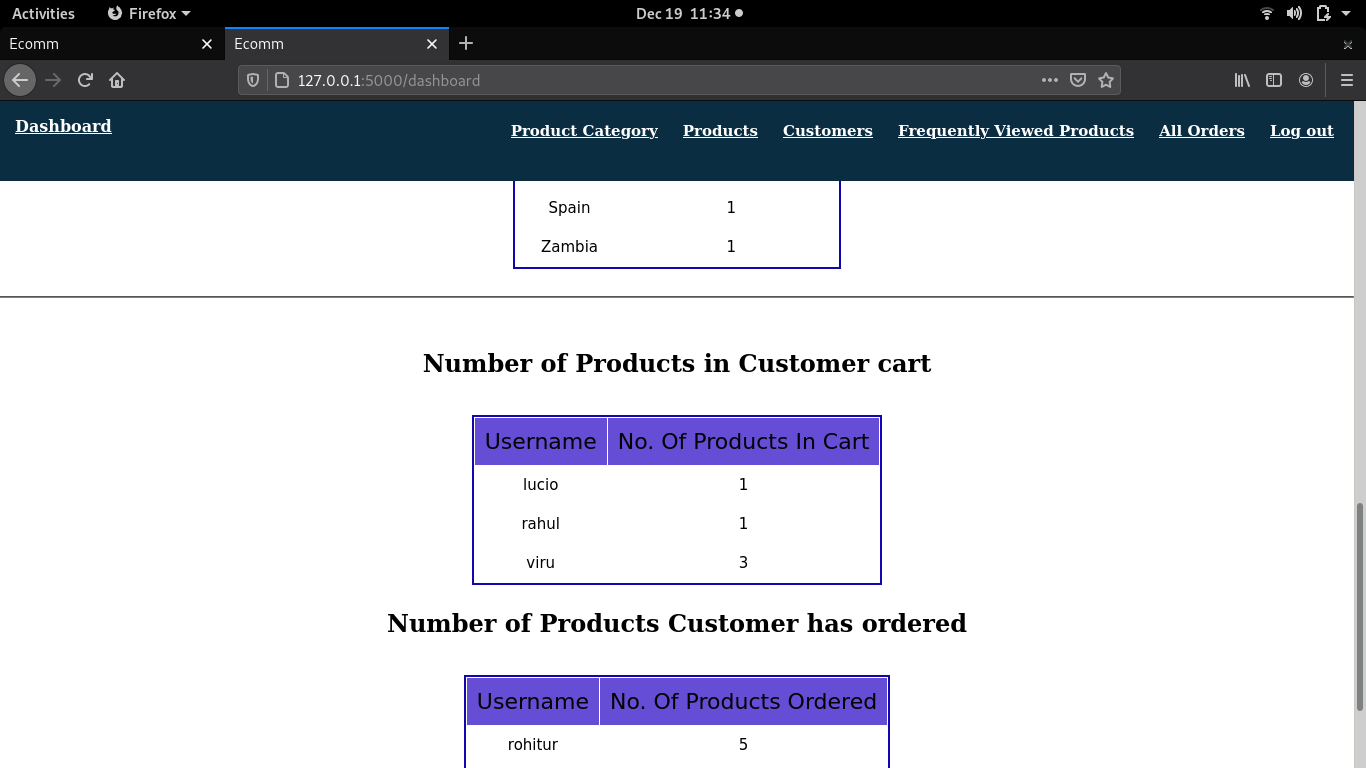 Activities Firefox Dec 19 11:34
Ecomm Ecomm
127.0.0.1:5000/dashboard
Dashboard Product Category Products Customers Frequently Viewed Products All Orders Log out
Spain 1
Zambia 1
Number of Products in Customer cart
Username No. Of Products In Cart
lucio 1
rahul 1
viru 3
Number of Products Customer has ordered
Username No. Of Products Ordered
rohitur 5